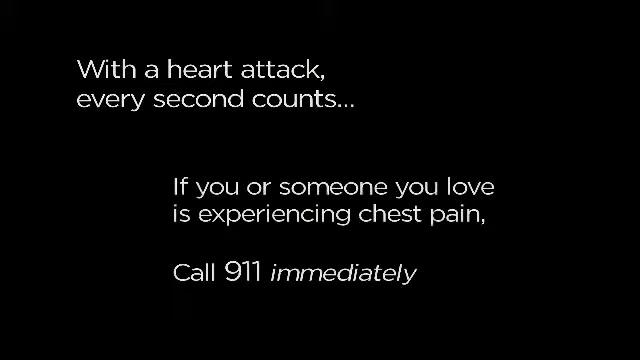 With a heart attack,
every second counts...
If you or someone you love
is experiencing chest pain,
Call 911 immediately